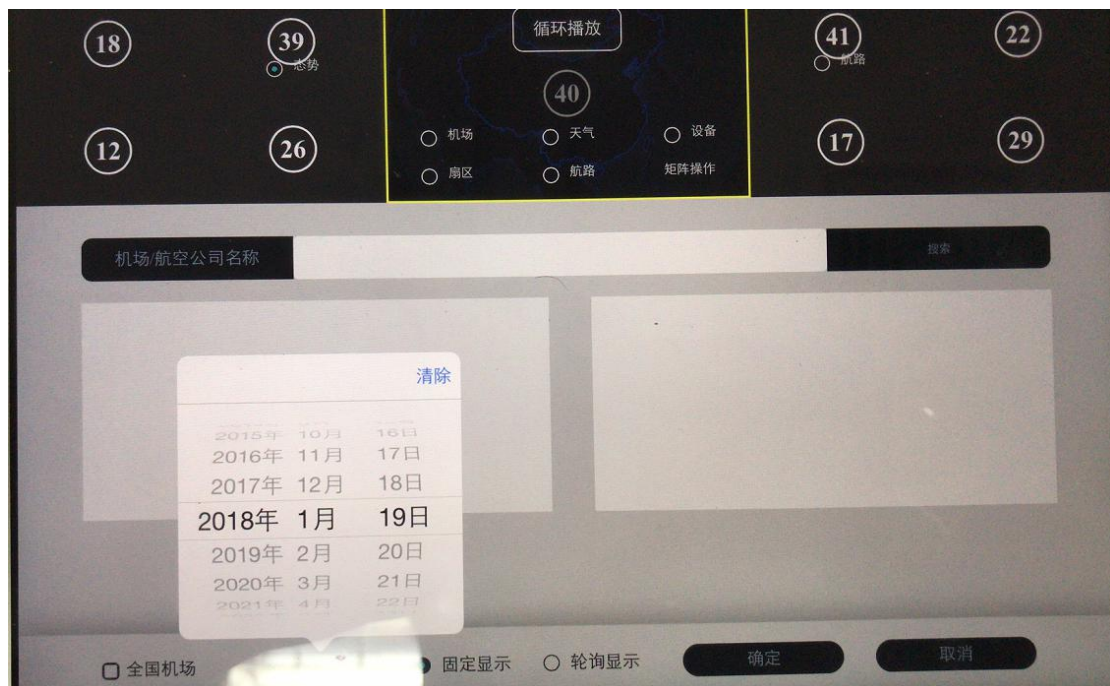 18
39
循环播放
41
22
态势
航路
40
12
26
机场
天气
设备
17
29
扇区
航路
矩阵操作
机场/航空公司名称
搜索
清除
2015年 10月 16日
2016年 11月 17日
2017年 12月 18日
2018年 1月 19日
2019年 2月 20日
2020年 3月 21日
2021年 4月 22日
全国机场
固定显示
轮询显示
确定
取消